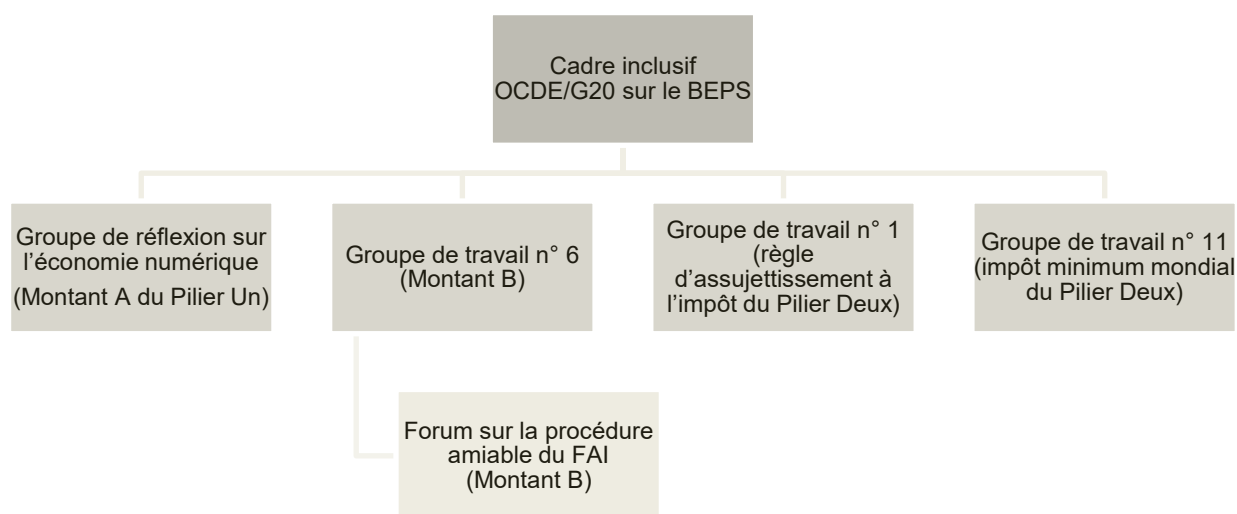 Cadre inclusif
OCDE/G20 sur le BEPS
Groupe de réflexion sur
l’économie numérique
(Montant A du Pilier Un)
Groupe de travail n° 6
(Montant B)
Groupe de travail n° 1
(règle
d’assujettissement à
l’impôt du Pilier Deux)
Groupe de travail n° 11
(impôt minimum mondial
du Pilier Deux)
Forum sur la procédure
amiable du FAI
(Montant B)